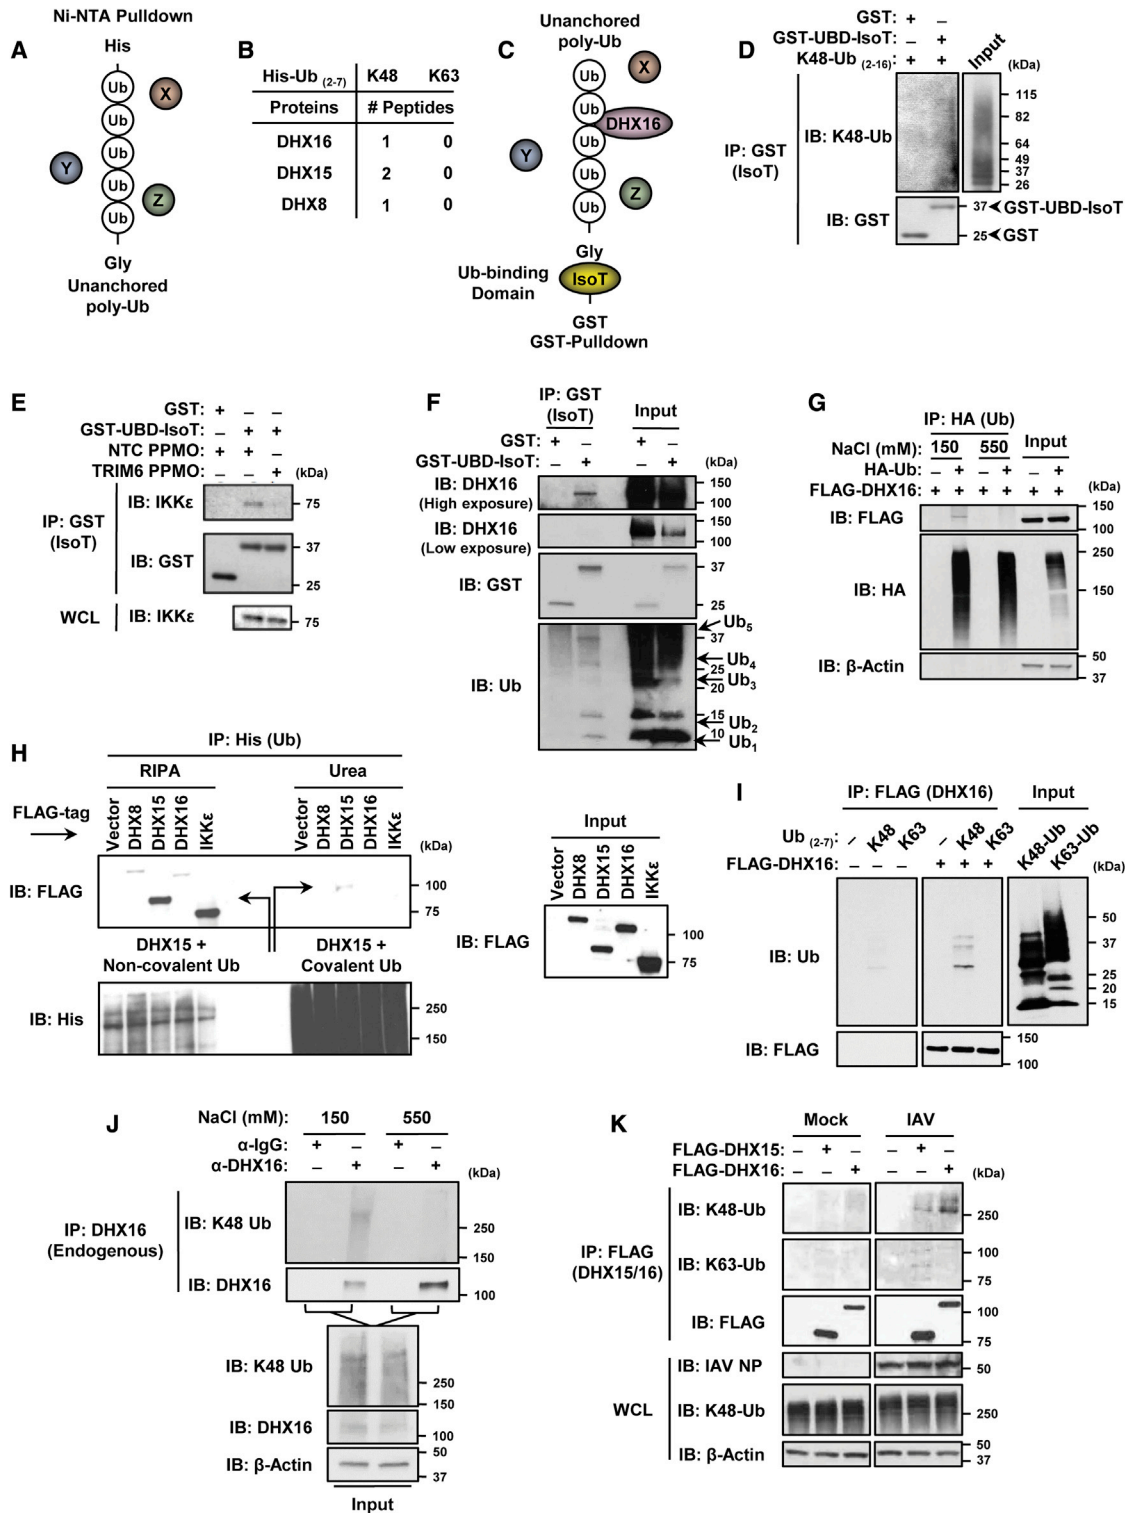 A
Ni-NTA Pulldown
His
Ub
Ub
Ub
Ub
Ub
X
Y
Z
Gly
Unanchored
poly-Ub
B
His-Ub (2-7) K48 K63
Proteins # Peptides
DHX16 1 0
DHX15 2 0
DHX8 1 0
C
Unanchored
poly-Ub
Ub
Ub
Ub
Ub
Ub
X
DHX16
Y
Z
Gly
Ub-binding
Domain
IsoT
GST
GST-Pulldown
D
GST: + –
GST-UBD-IsoT: – +
K48-Ub (2-16): + + Input
(kDa)
IP: GST
(IsoT)
IB: K48-Ub
115
82
64
49
37
26
IB: GST
37 GST-UBD-IsoT
25 GST
E
GST: + – –
GST-UBD-IsoT: – + +
NTC PPMO: + + –
TRIM6 PPMO: – – +
(kDa)
IP: GST
(IsoT)
IB: IKKε
75
IB: GST
37
25
WCL
IB: IKKε
75
F
IP: GST
(IsoT)
Input
GST: + – + –
GST-UBD-IsoT: – + – +
(kDa)
IB: DHX16
(High exposure)
150
100
IB: DHX16
(Low exposure)
150
100
IB: GST
37
25
IB: Ub
37
25
20
15
10
Ub5
Ub4
Ub3
Ub2
Ub1
G
IP: HA (Ub)
NaCl (mM): 150 550 Input
HA-Ub: – + – + – +
FLAG-DHX16: + + + + + +
(kDa)
IB: FLAG
150
100
IB: HA
250
150
IB: β-Actin
50
37
H
IP: His (Ub)
RIPA Urea
FLAG-tag
Vector DHX8 DHX15 DHX16 IKKε
Vector DHX8 DHX15 DHX16 IKKε
(kDa)
IB: FLAG
100
75
DHX15 +
Non-covalent Ub
DHX15 +
Covalent Ub
IB: His
250
150
Input
Vector DHX8 DHX15 DHX16 IKKε
IB: FLAG
100
75
I
IP: FLAG (DHX16) Input
Ub (2-7): – K48 K63 – K48 K63
FLAG-DHX16: – – – + + +
K48-Ub K63-Ub
(kDa)
IB: Ub
50
37
25
20
15
IB: FLAG
150
100
J
NaCl (mM): 150 550
α-IgG: + – + –
α-DHX16: – + – +
(kDa)
IP: DHX16
(Endogenous)
IB: K48 Ub
250
150
IB: DHX16
100
IB: K48 Ub
250
150
IB: DHX16
100
IB: β-Actin
50
37
Input
K
Mock IAV
FLAG-DHX15: – + – – + –
FLAG-DHX16: – – + – – +
(kDa)
IP: FLAG
(DHX15/16)
IB: K48-Ub
250
IB: K63-Ub
100
75
IB: FLAG
100
75
WCL
IB: IAV NP
50
IB: K48-Ub
250
IB: β-Actin
50
37